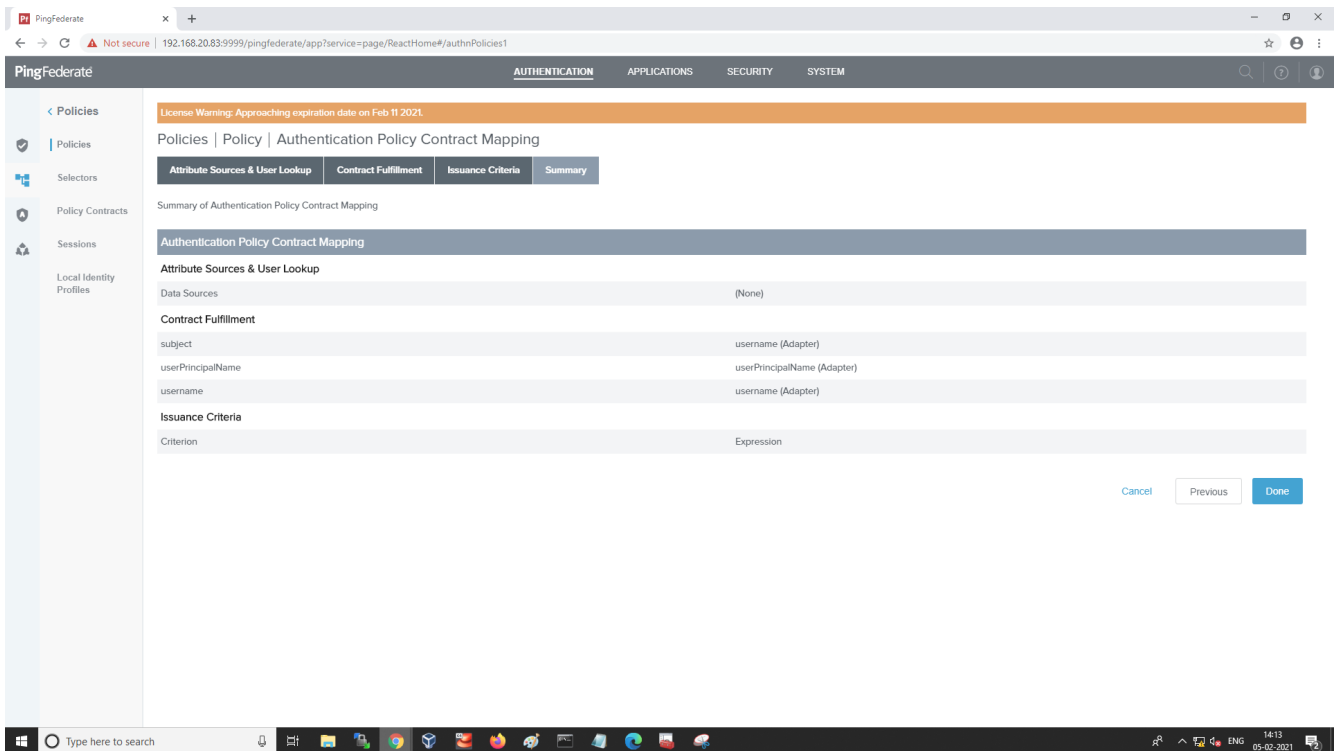 Pf PingFederate
Not secure | 192.168.20.83:9999/pingfederate/app?service=page/ReactHome#/authnPolicies1
PingFederate
AUTHENTICATION APPLICATIONS SECURITY SYSTEM
< Policies
Policies
Selectors
Policy Contracts
Sessions
Local Identity
Profiles
License Warning: Approaching expiration date on Feb 11 2021.
Policies | Policy | Authentication Policy Contract Mapping
Attribute Sources & User Lookup Contract Fulfillment Issuance Criteria Summary
Summary of Authentication Policy Contract Mapping
Authentication Policy Contract Mapping
Attribute Sources & User Lookup
Data Sources (None)
Contract Fulfillment
subject username (Adapter)
userPrincipalName userPrincipalName (Adapter)
username username (Adapter)
Issuance Criteria
Criterion Expression
Cancel Previous Done
Type here to search
ENG
14:13
05-02-2021